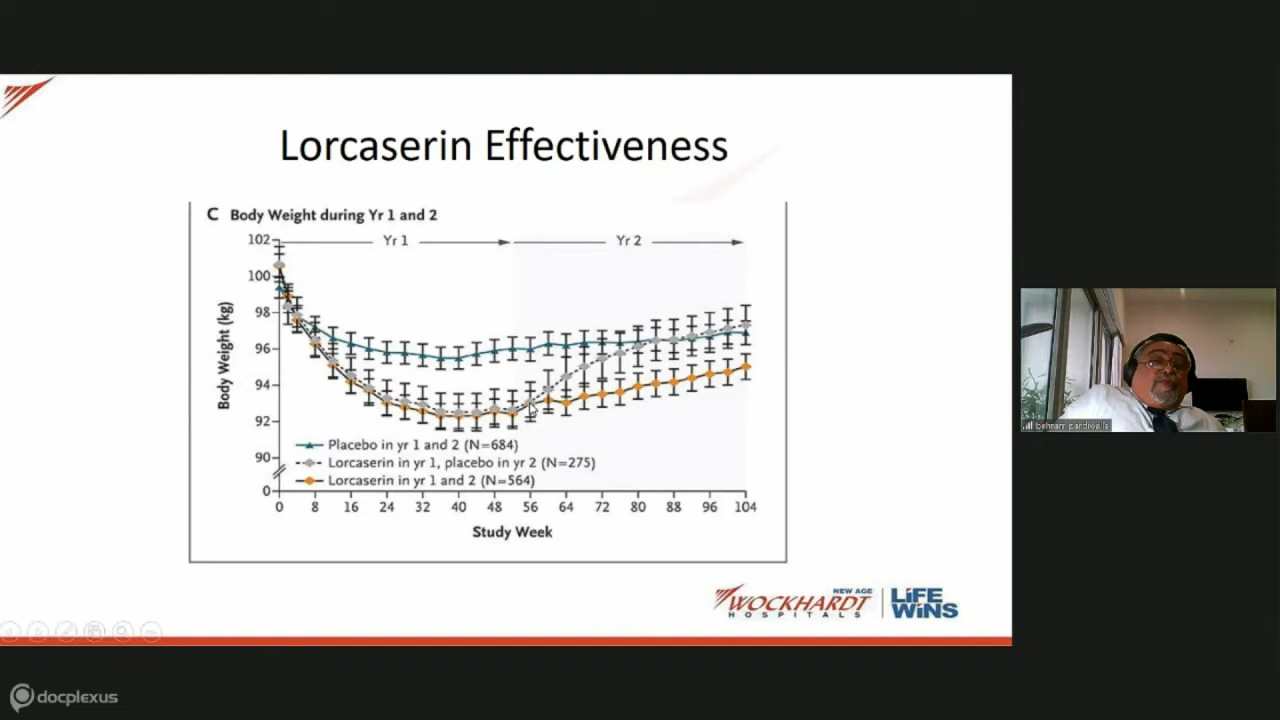 Lorcaserin Effectiveness
C Body Weight during Yr 1 and 2
Yr 1
Yr 2
Body Weight (kg)
102
100
98
96
94
92
90
0
Placebo in yr 1 and 2 (N=684)
Lorcaserin in yr 1, placebo in yr 2 (N=275)
Lorcaserin in yr 1 and 2 (N=564)
0 8 16 24 32 40 48 56 64 72 80 88 96 104
Study Week
NEW AGE
WOCKHARDT
HOSPITALS
LIFE
WINS
behram pardiwalla
docplexus